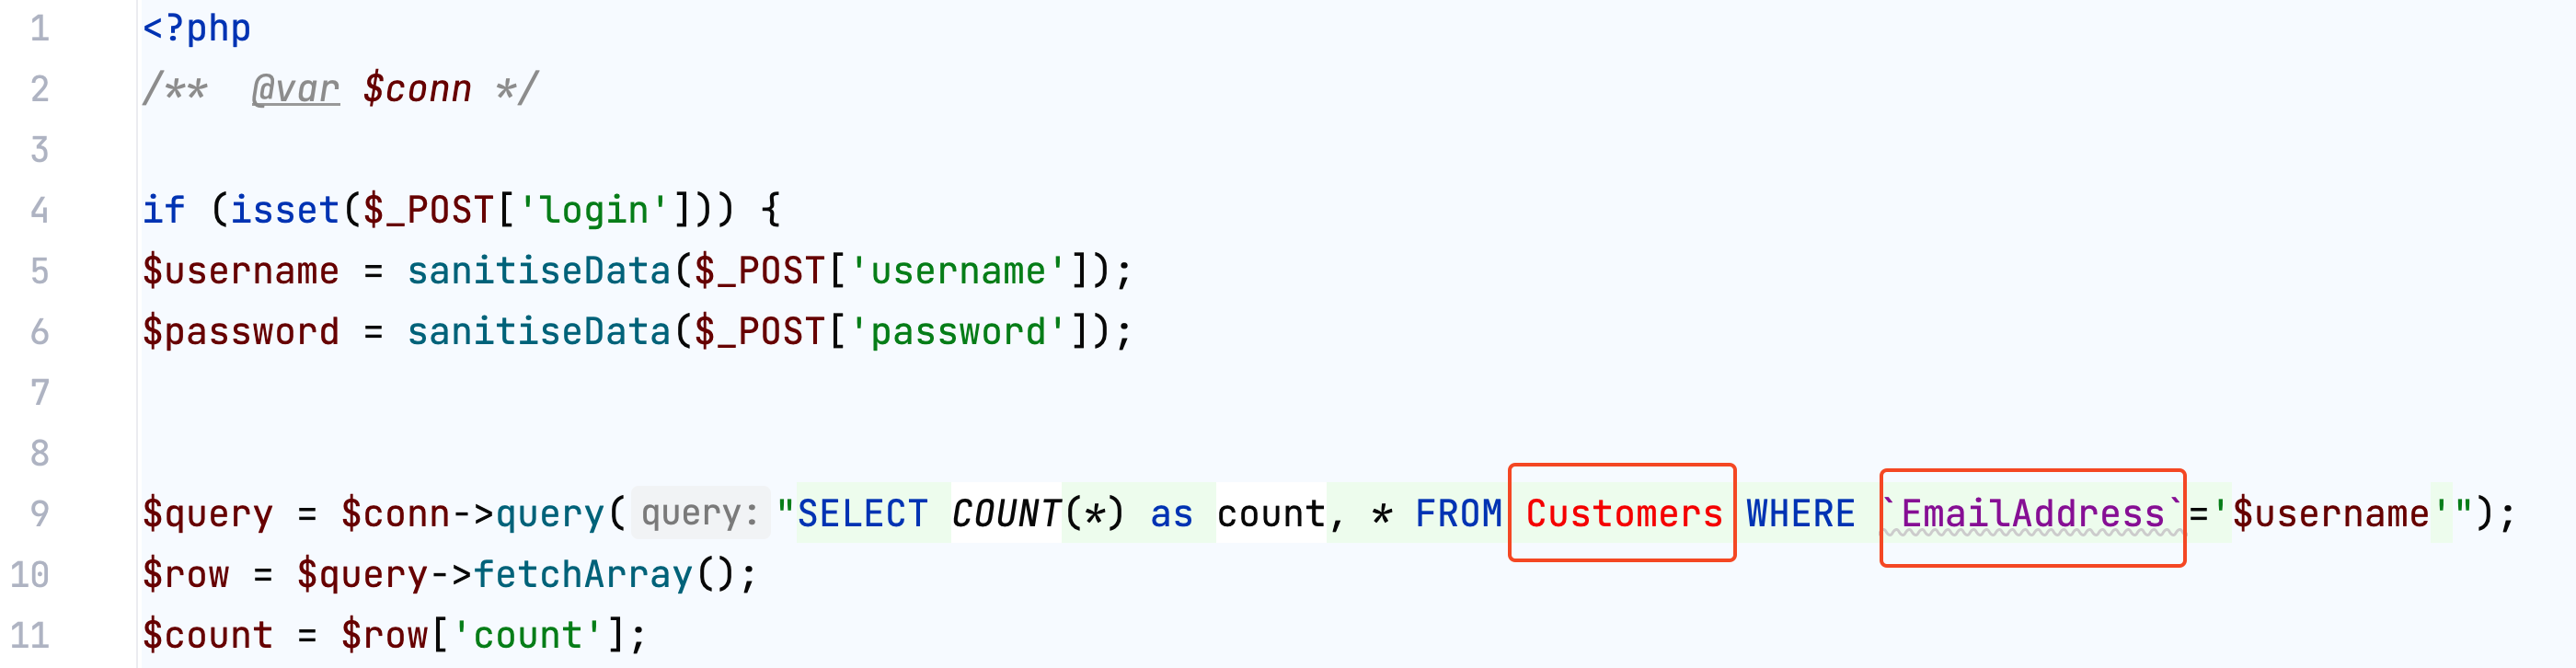 1 <?php
2 /** @var $conn */
3
4 if (isset($_POST['login'])) {
5 $username = sanitiseData($_POST['username']);
6 $password = sanitiseData($_POST['password']);
7
8
9 $query = $conn->query( query: "SELECT COUNT(*) as count, * FROM Customers WHERE `EmailAddress`='$username'");
10 $row = $query->fetchArray();
11 $count = $row['count'];